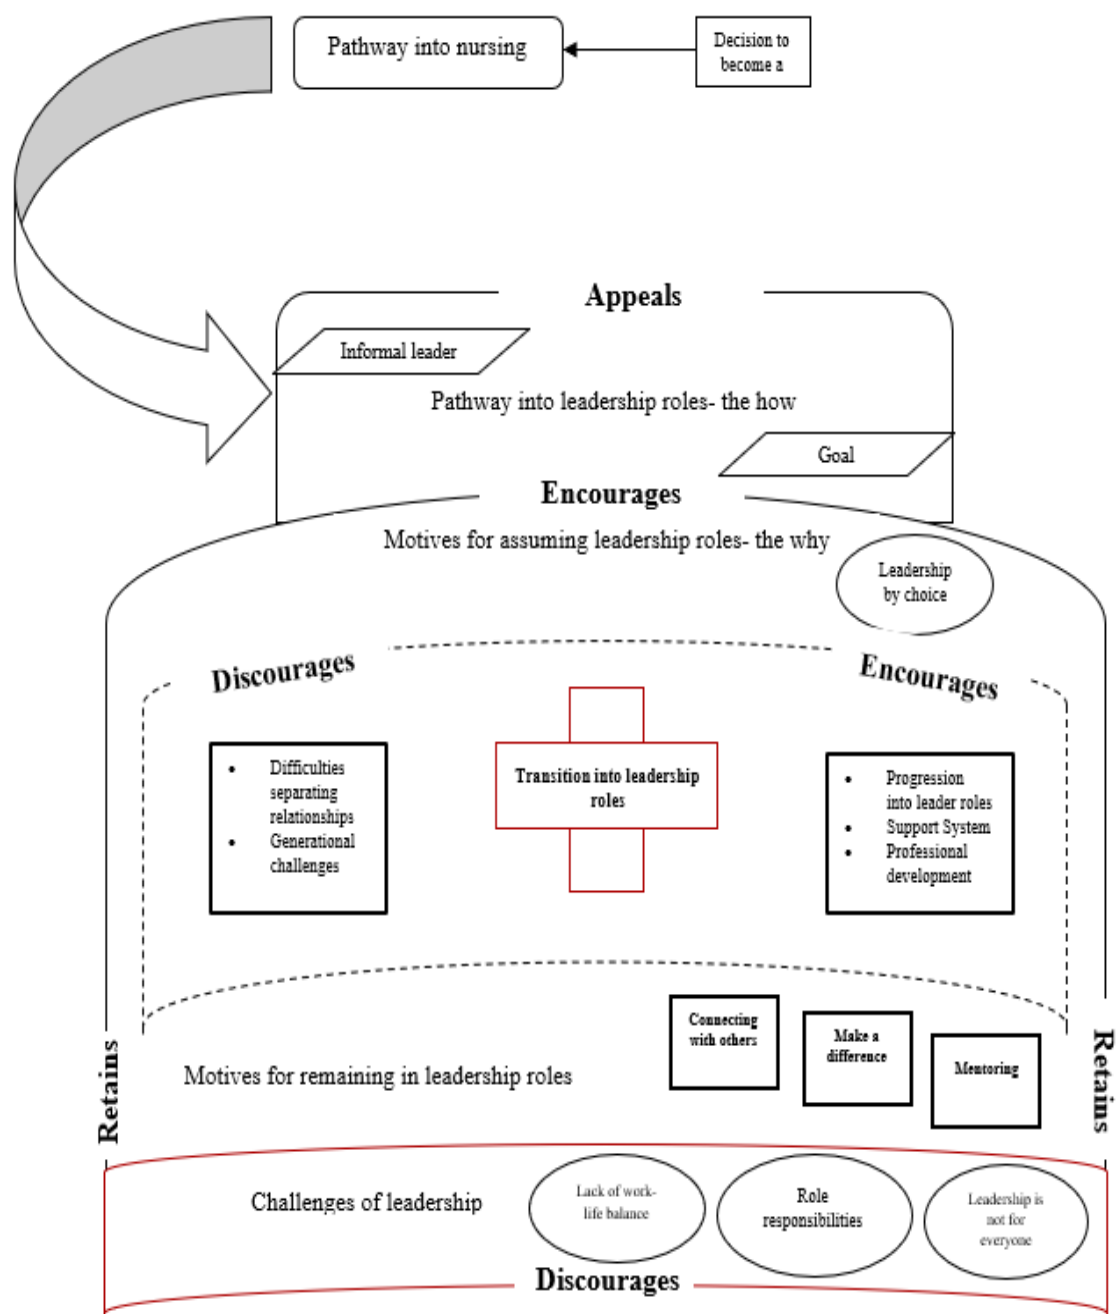 Pathway into nursing
Decision to
become a
Appeals
Informal leader
Pathway into leadership roles- the how
Goal
Encourages
Motives for assuming leadership roles- the why
Leadership
by choice
Discourages
Encourages
• Difficulties
separating
relationships
• Generational
challenges
Transition into leadership
roles
• Progression
into leader roles
• Support System
• Professional
development
Retains
Motives for remaining in leadership roles
Connecting
with others
Make a
difference
Mentoring
Retains
Challenges of leadership
Lack of work-
life balance
Role
responsibilities
Leadership is
not for
everyone
Discourages